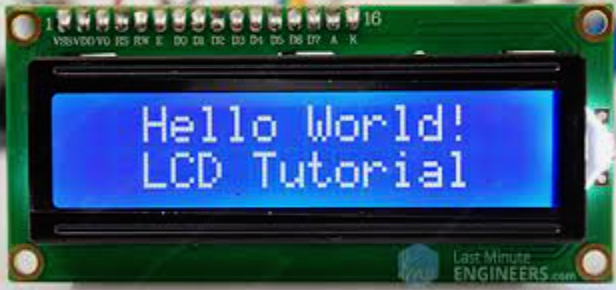 1 16
VSS VDD V0 RS RW E D0 D1 D2 D3 D4 D5 D6 D7 A K
Hello World!
LCD Tutorial
Last Minute
ENGINEERS.com